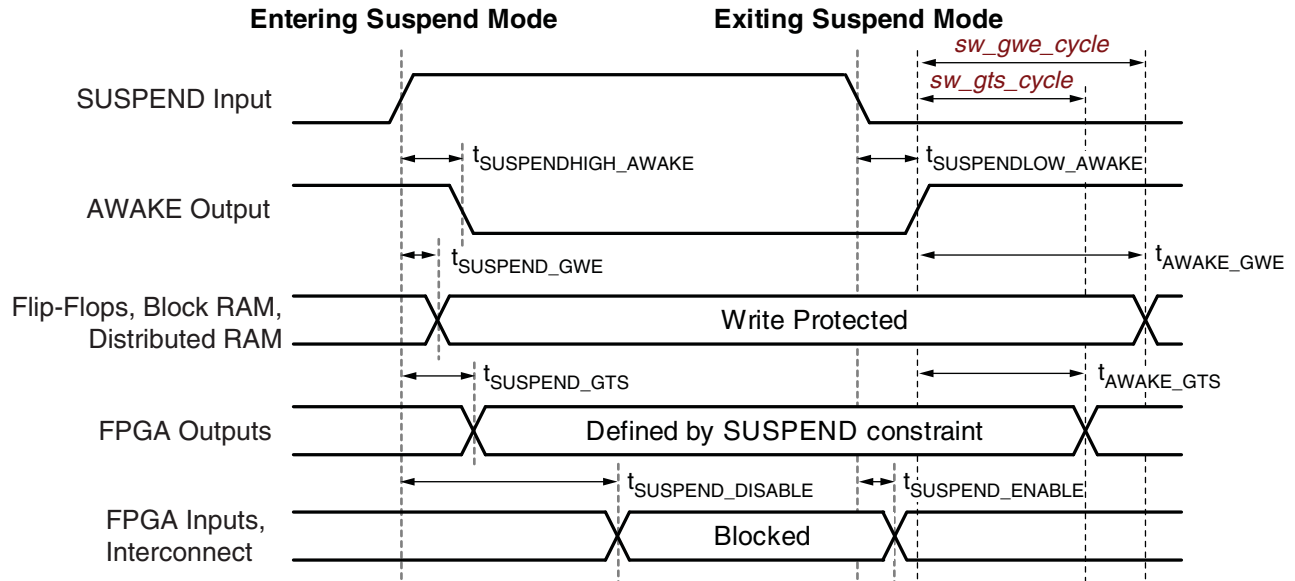 Entering Suspend Mode
Exiting Suspend Mode
sw_gwe_cycle
sw_gts_cycle
SUSPEND Input
tSUSPENDHIGH_AWAKE
tSUSPENDLOW_AWAKE
AWAKE Output
tSUSPEND_GWE
tAWAKE_GWE
Flip-Flops, Block RAM,
Distributed RAM
Write Protected
tSUSPEND_GTS
tAWAKE_GTS
FPGA Outputs
Defined by SUSPEND constraint
tSUSPEND_DISABLE
tSUSPEND_ENABLE
FPGA Inputs,
Interconnect
Blocked